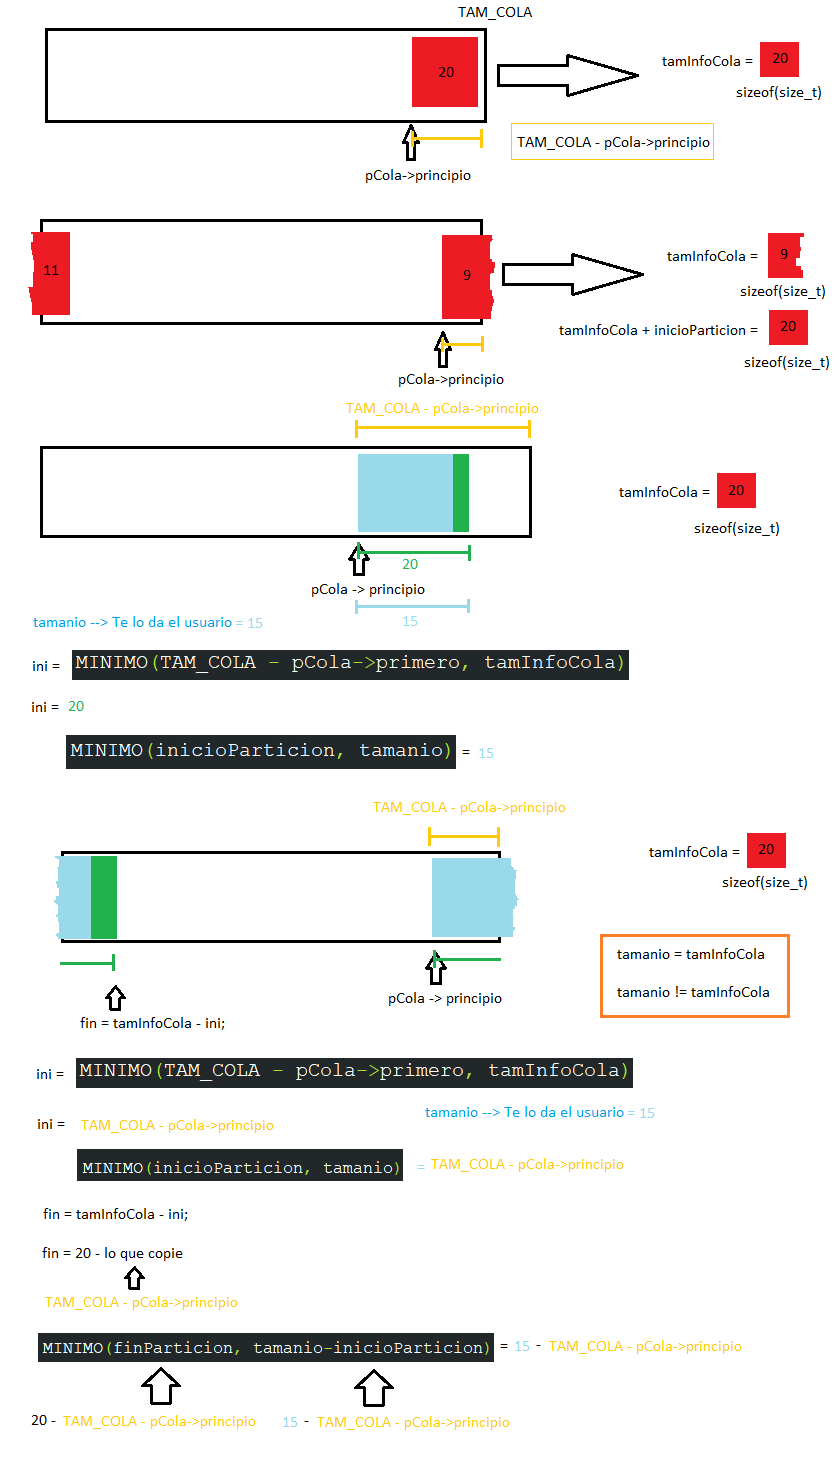 TAM_COLA
20
tamInfoCola = 20
sizeof(size_t)
TAM_COLA - pCola->principio
pCola->principio
11
9
tamInfoCola = 9
sizeof(size_t)
tamInfoCola + inicioParticion = 20
sizeof(size_t)
pCola->principio
TAM_COLA - pCola->principio
tamInfoCola = 20
sizeof(size_t)
20
pCola -> principio
15
tamanio --> Te lo da el usuario = 15
ini = MINIMO(TAM_COLA - pCola->primero, tamInfoCola)
ini = 20
MINIMO(inicioParticion, tamanio) = 15
TAM_COLA - pCola->principio
tamInfoCola = 20
sizeof(size_t)
tamanio = tamInfoCola
tamanio != tamInfoCola
pCola -> principio
fin = tamInfoCola - ini;
ini = MINIMO(TAM_COLA - pCola->primero, tamInfoCola)
tamanio --> Te lo da el usuario = 15
ini = TAM_COLA - pCola->principio
MINIMO(inicioParticion, tamanio) = TAM_COLA - pCola->principio
fin = tamInfoCola - ini;
fin = 20 - lo que copie
TAM_COLA - pCola->principio
MINIMO(finParticion, tamanio-inicioParticion) = 15 - TAM_COLA - pCola->principio
20 - TAM_COLA - pCola->principio 15 - TAM_COLA - pCola->principio